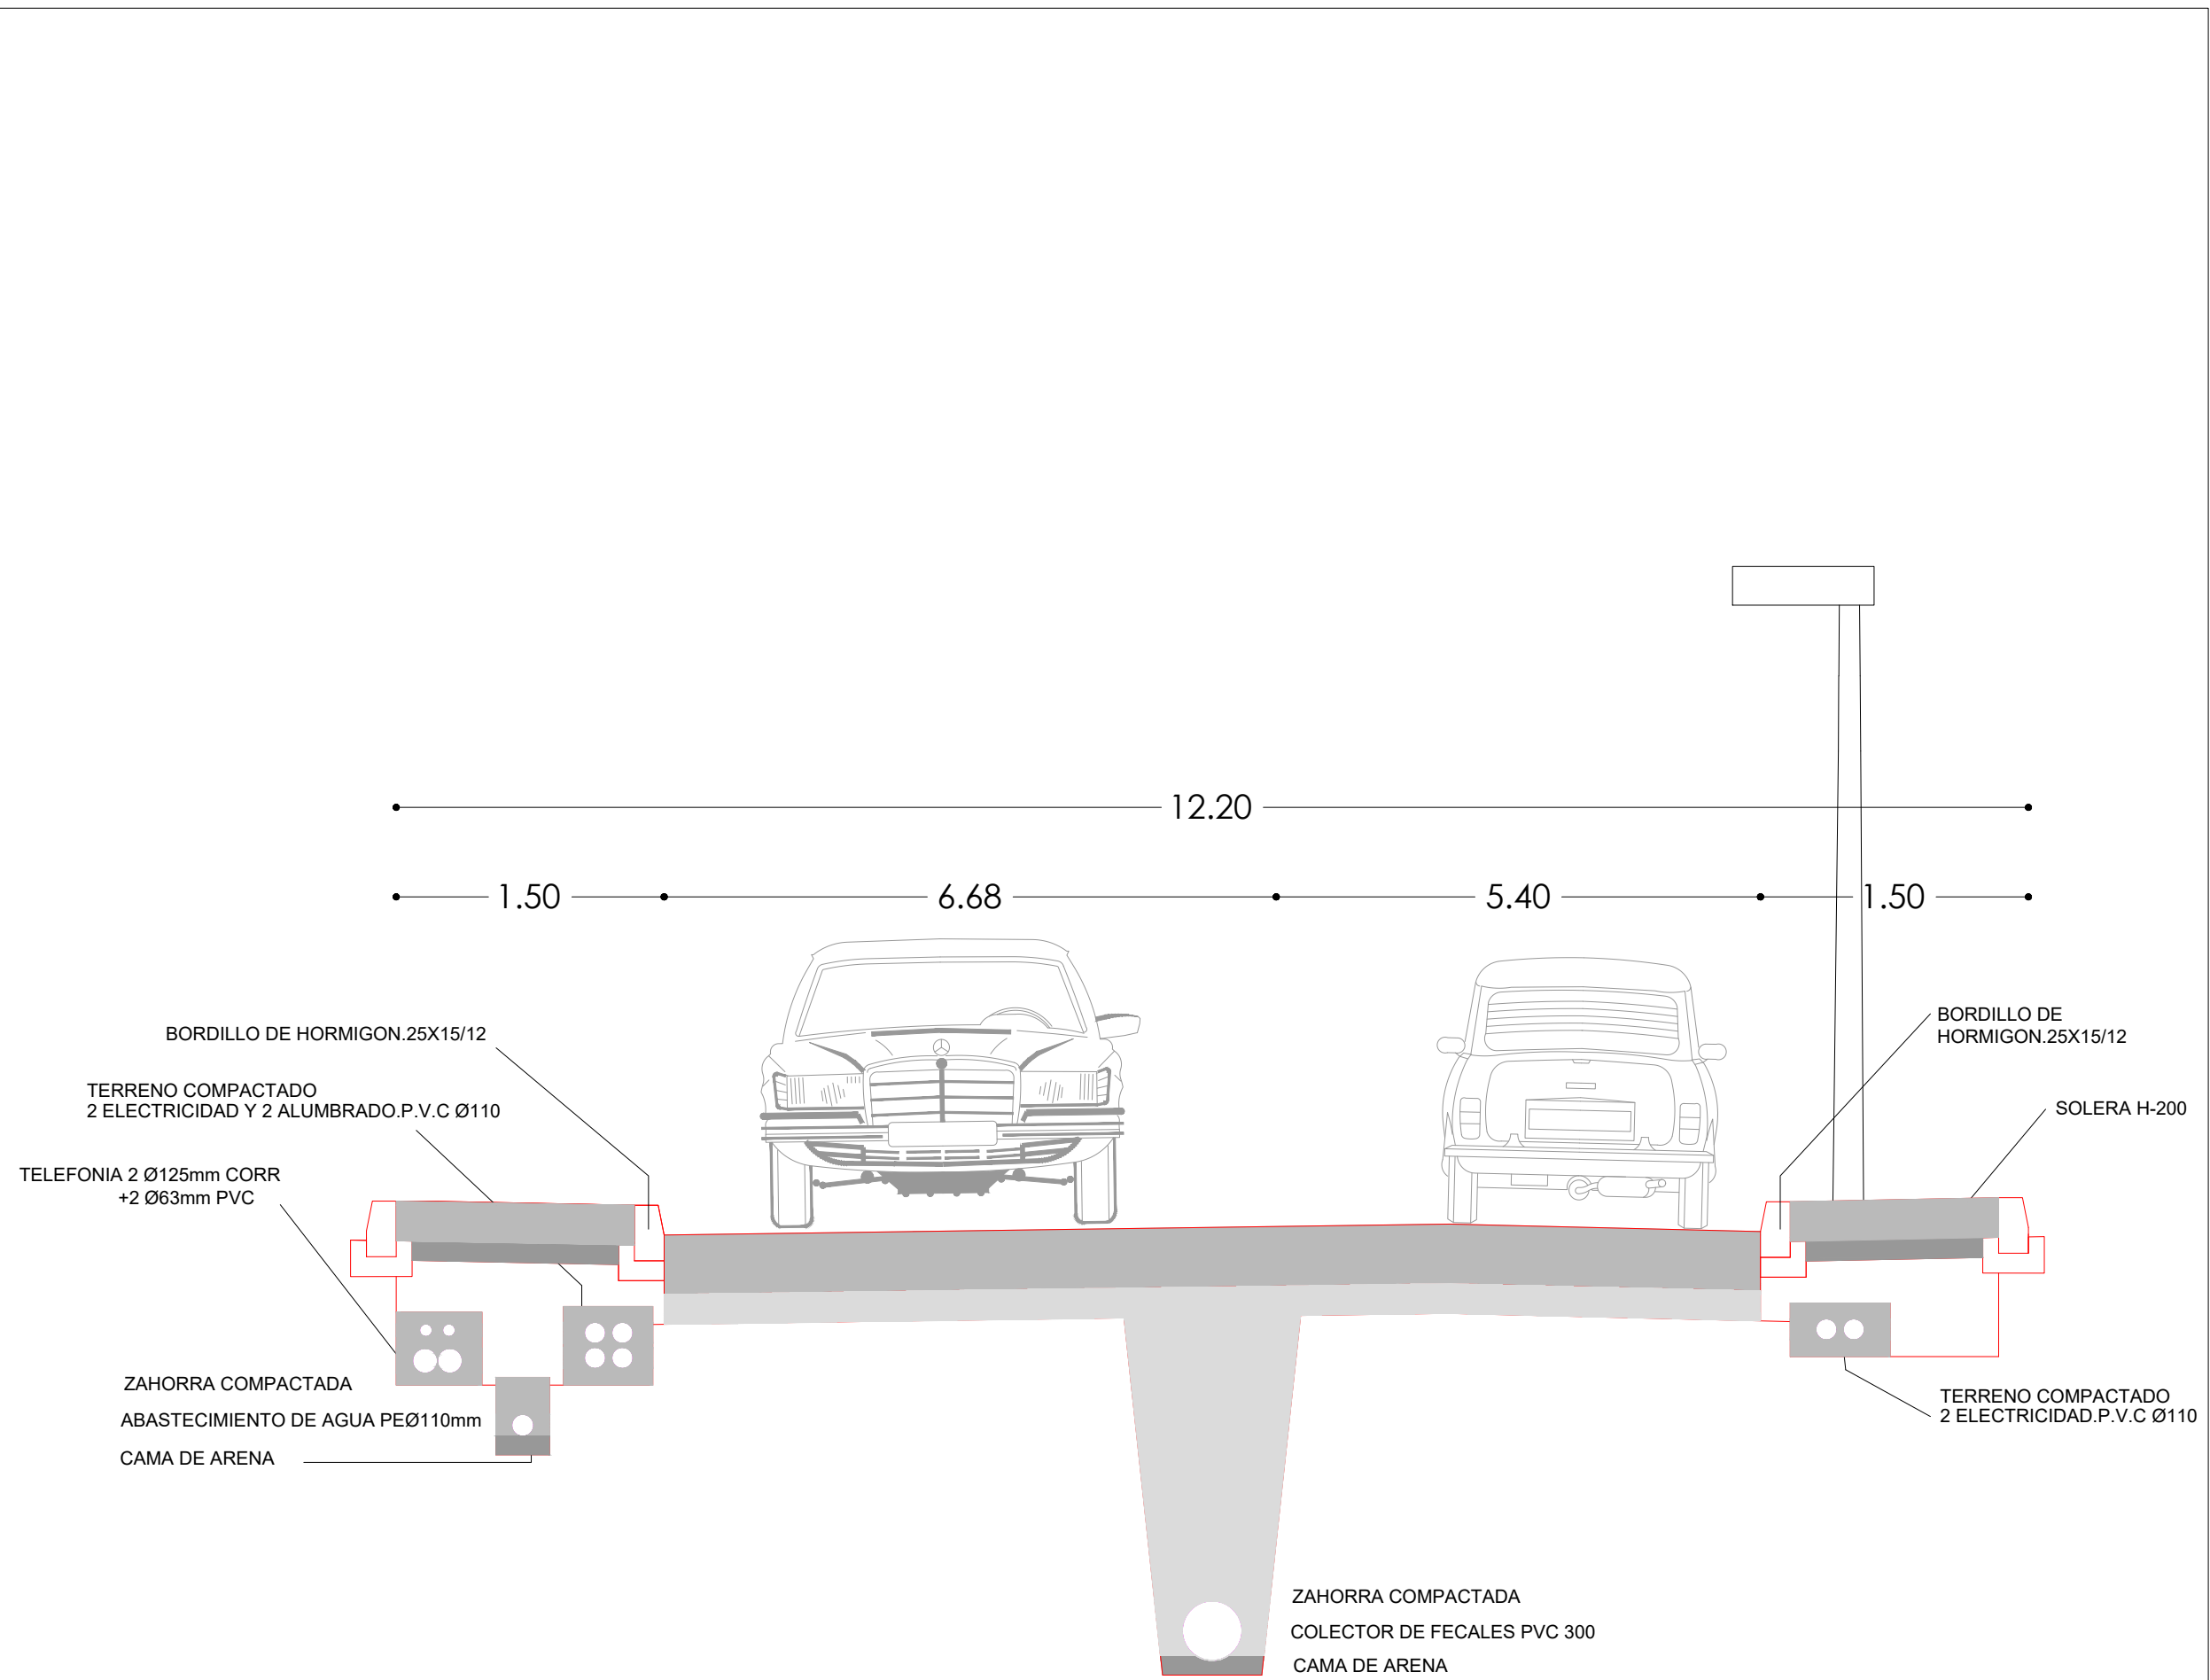 12.20
1.50
6.68
5.40
1.50
BORDILLO DE HORMIGON.25X15/12
TERRENO COMPACTADO
2 ELECTRICIDAD Y 2 ALUMBRADO.P.V.C Ø110
TELEFONIA 2 Ø125mm CORR
+2 Ø63mm PVC
ZAHORRA COMPACTADA
ABASTECIMIENTO DE AGUA PEØ110mm
CAMA DE ARENA
BORDILLO DE
HORMIGON.25X15/12
SOLERA H-200
TERRENO COMPACTADO
2 ELECTRICIDAD.P.V.C Ø110
ZAHORRA COMPACTADA
COLECTOR DE FECALES PVC 300
CAMA DE ARENA